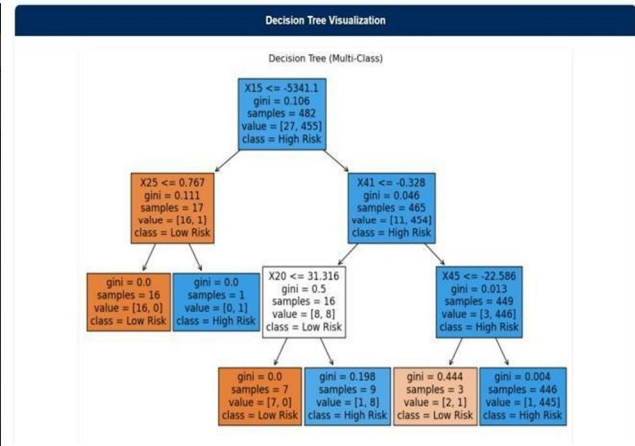 Decision Tree Visualization
Decision Tree (Multi-Class)
X15 <= -5341.1
gini = 0.106
samples = 482
value = [27, 455]
class = High Risk
X25 <= 0.767
gini = 0.111
samples = 17
value = [16, 1]
class = Low Risk
X41 <= -0.328
gini = 0.046
samples = 465
value = [11, 454]
class = High Risk
gini = 0.0
samples = 16
value = [16, 0]
class = Low Risk
gini = 0.0
samples = 1
value = [0, 1]
class = High Risk
X20 <= 31.316
gini = 0.5
samples = 16
value = [8, 8]
class = Low Risk
X45 <= -22.586
gini = 0.013
samples = 449
value = [3, 446]
class = High Risk
gini = 0.0
samples = 7
value = [7, 0]
class = Low Risk
gini = 0.198
samples = 9
value = [1, 8]
class = High Risk
gini = 0.444
samples = 3
value = [2, 1]
class = Low Risk
gini = 0.004
samples = 446
value = [1, 445]
class = High Risk